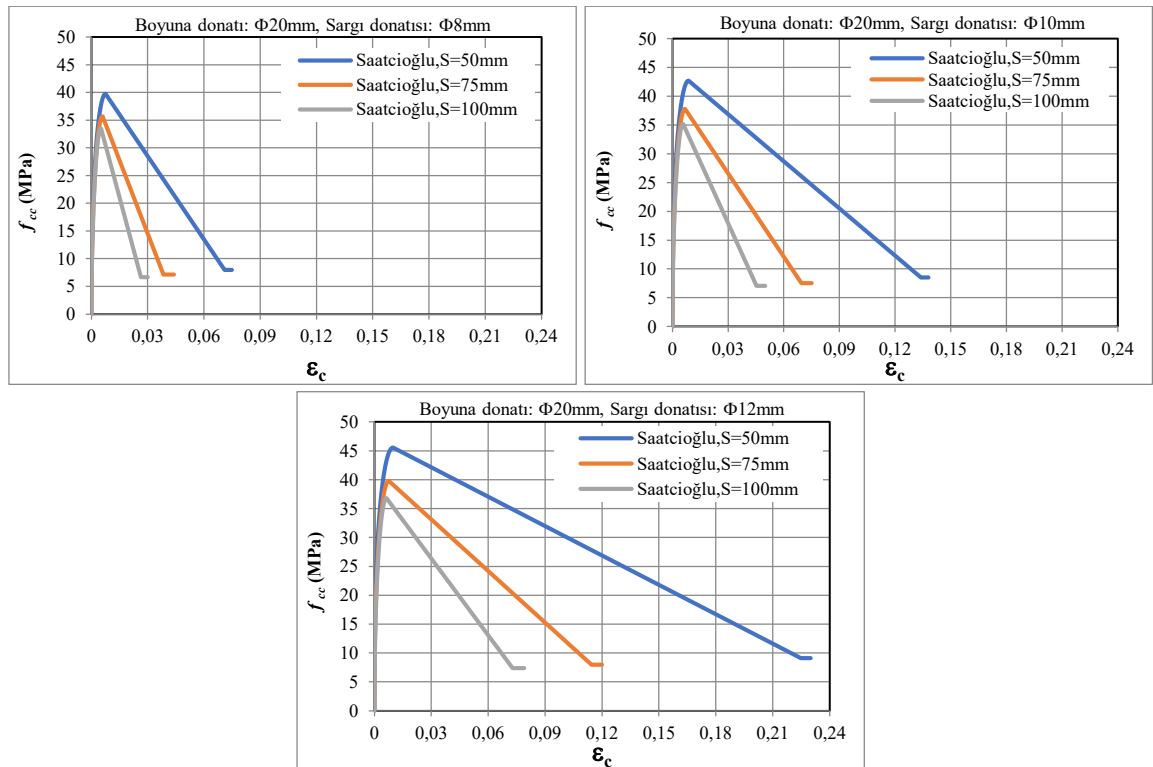 Boyuna donatı: Φ20mm, Sargı donatısı: Φ8mm
50
45
40
35
30
25
20
15
10
5
0
f cc (MPa)
Saatcioğlu,S=50mm
Saatcioğlu,S=75mm
Saatcioğlu,S=100mm
0 0,03 0,06 0,09 0,12 0,15 0,18 0,21 0,24
εc
Boyuna donatı: Φ20mm, Sargı donatısı: Φ10mm
50
45
40
35
30
25
20
15
10
5
0
f cc (MPa)
Saatcioğlu,S=50mm
Saatcioğlu,S=75mm
Saatcioğlu,S=100mm
0 0,03 0,06 0,09 0,12 0,15 0,18 0,21 0,24
εc
Boyuna donatı: Φ20mm, Sargı donatısı: Φ12mm
50
45
40
35
30
25
20
15
10
5
0
f cc (MPa)
Saatcioğlu,S=50mm
Saatcioğlu,S=75mm
Saatcioğlu,S=100mm
0 0,03 0,06 0,09 0,12 0,15 0,18 0,21 0,24
εc